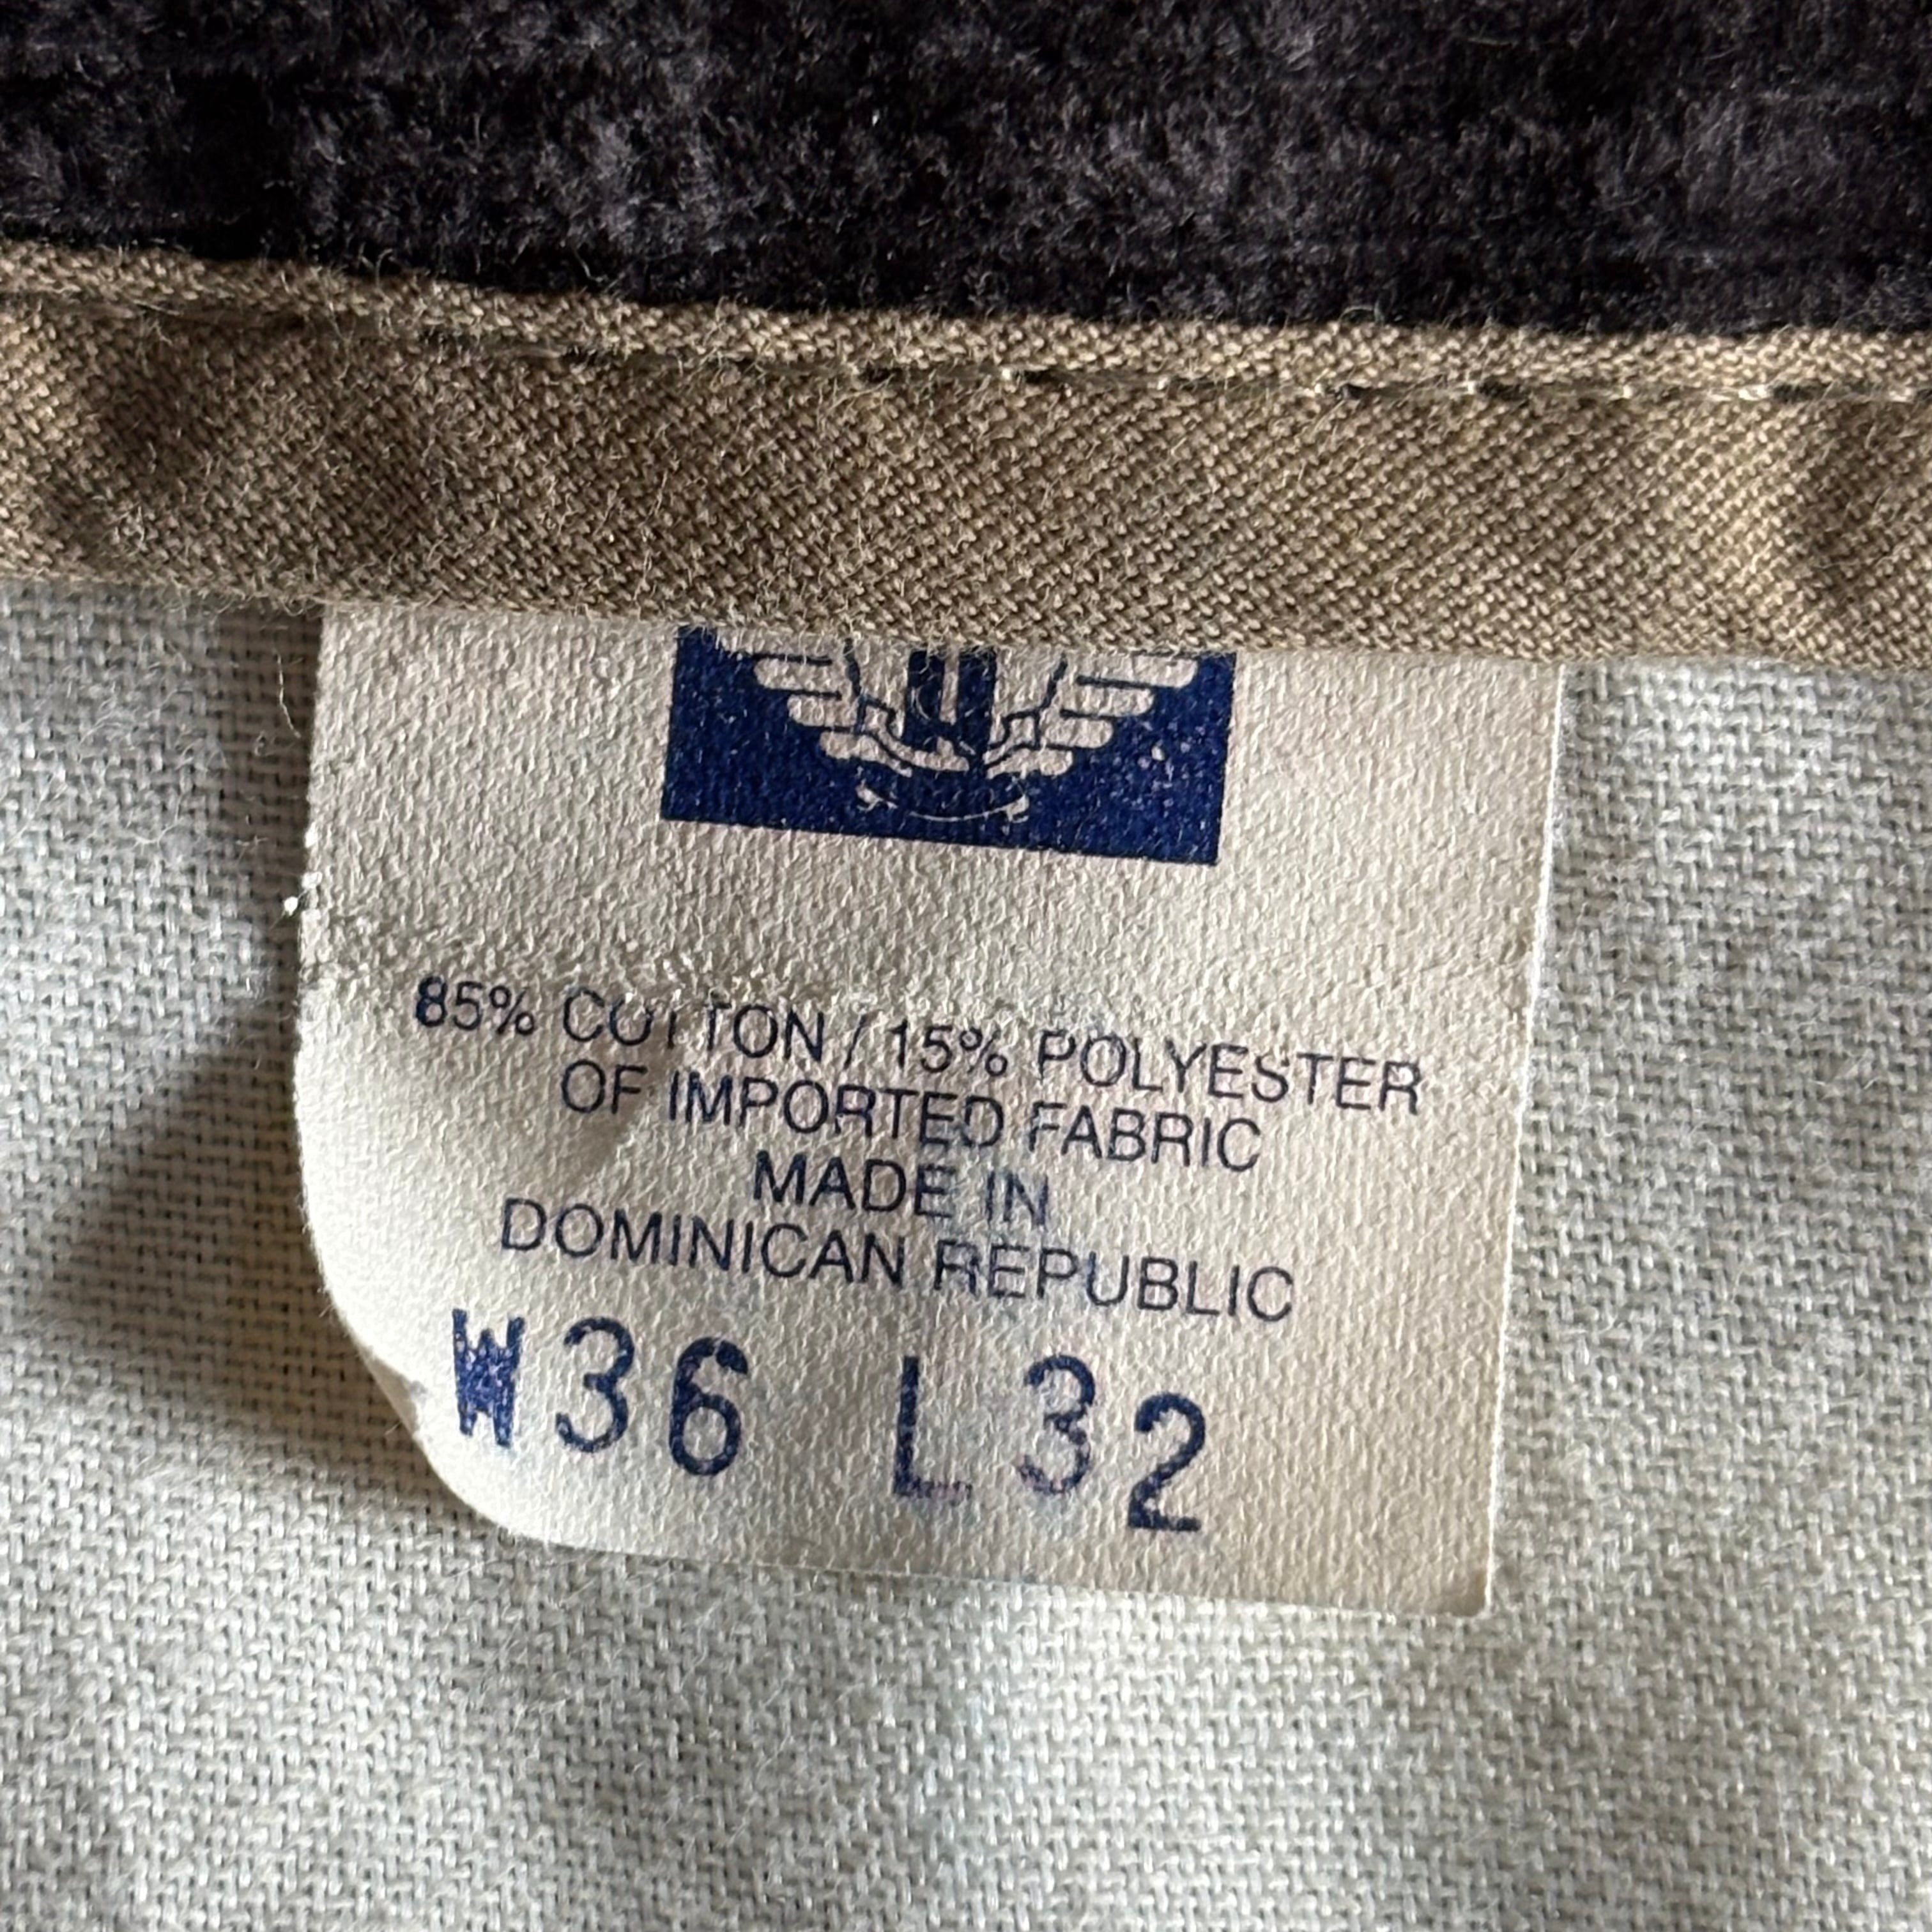 85% COTTON / 15% POLYESTER
OF IMPORTED FABRIC
MADE IN
DOMINICAN REPUBLIC
W36 L32